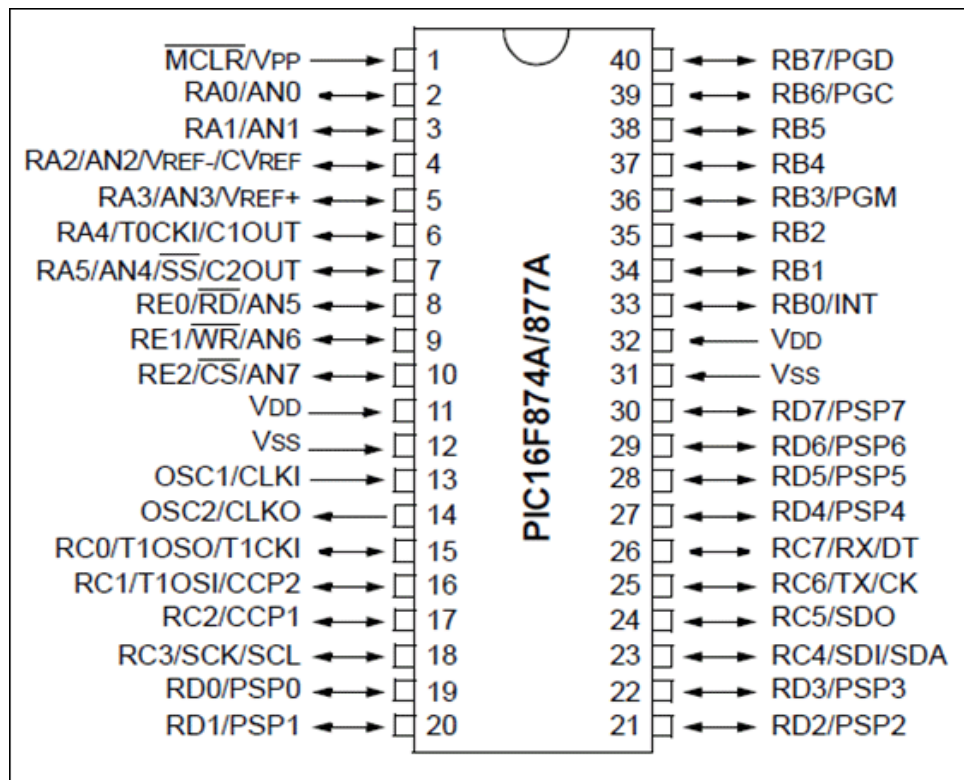 MCLR/VPP 1 40 RB7/PGD
RA0/AN0 2 39 RB6/PGC
RA1/AN1 3 38 RB5
RA2/AN2/VREF-/CVREF 4 37 RB4
RA3/AN3/VREF+ 5 36 RB3/PGM
RA4/T0CKI/C1OUT 6 35 RB2
RA5/AN4/SS/C2OUT 7 34 RB1
RE0/RD/AN5 8 33 RB0/INT
RE1/WR/AN6 9 32 VDD
RE2/CS/AN7 10 31 VSS
VDD 11 30 RD7/PSP7
VSS 12 29 RD6/PSP6
OSC1/CLKI 13 28 RD5/PSP5
OSC2/CLKO 14 27 RD4/PSP4
RC0/T1OSO/T1CKI 15 26 RC7/RX/DT
RC1/T1OSI/CCP2 16 25 RC6/TX/CK
RC2/CCP1 17 24 RC5/SDO
RC3/SCK/SCL 18 23 RC4/SDI/SDA
RD0/PSP0 19 22 RD3/PSP3
RD1/PSP1 20 21 RD2/PSP2
PIC16F874A/877A